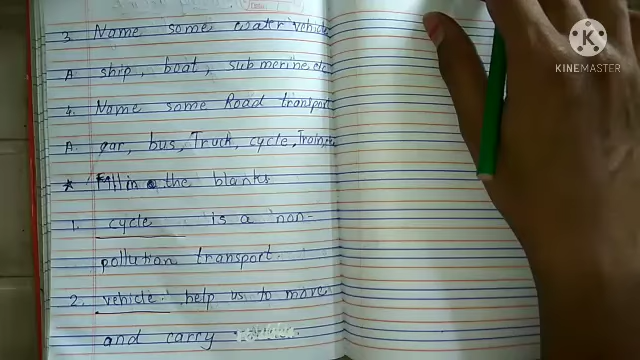 3. Name some water vehicle
A ship, boat, submerine, etc
4. Name some Road transport
A. car, bus, Truck, cycle, Train,
* Fill in the blanks
1. cycle is a non-
pollution transport.
2. vehicle help us to move
and carry
KINEMASTER